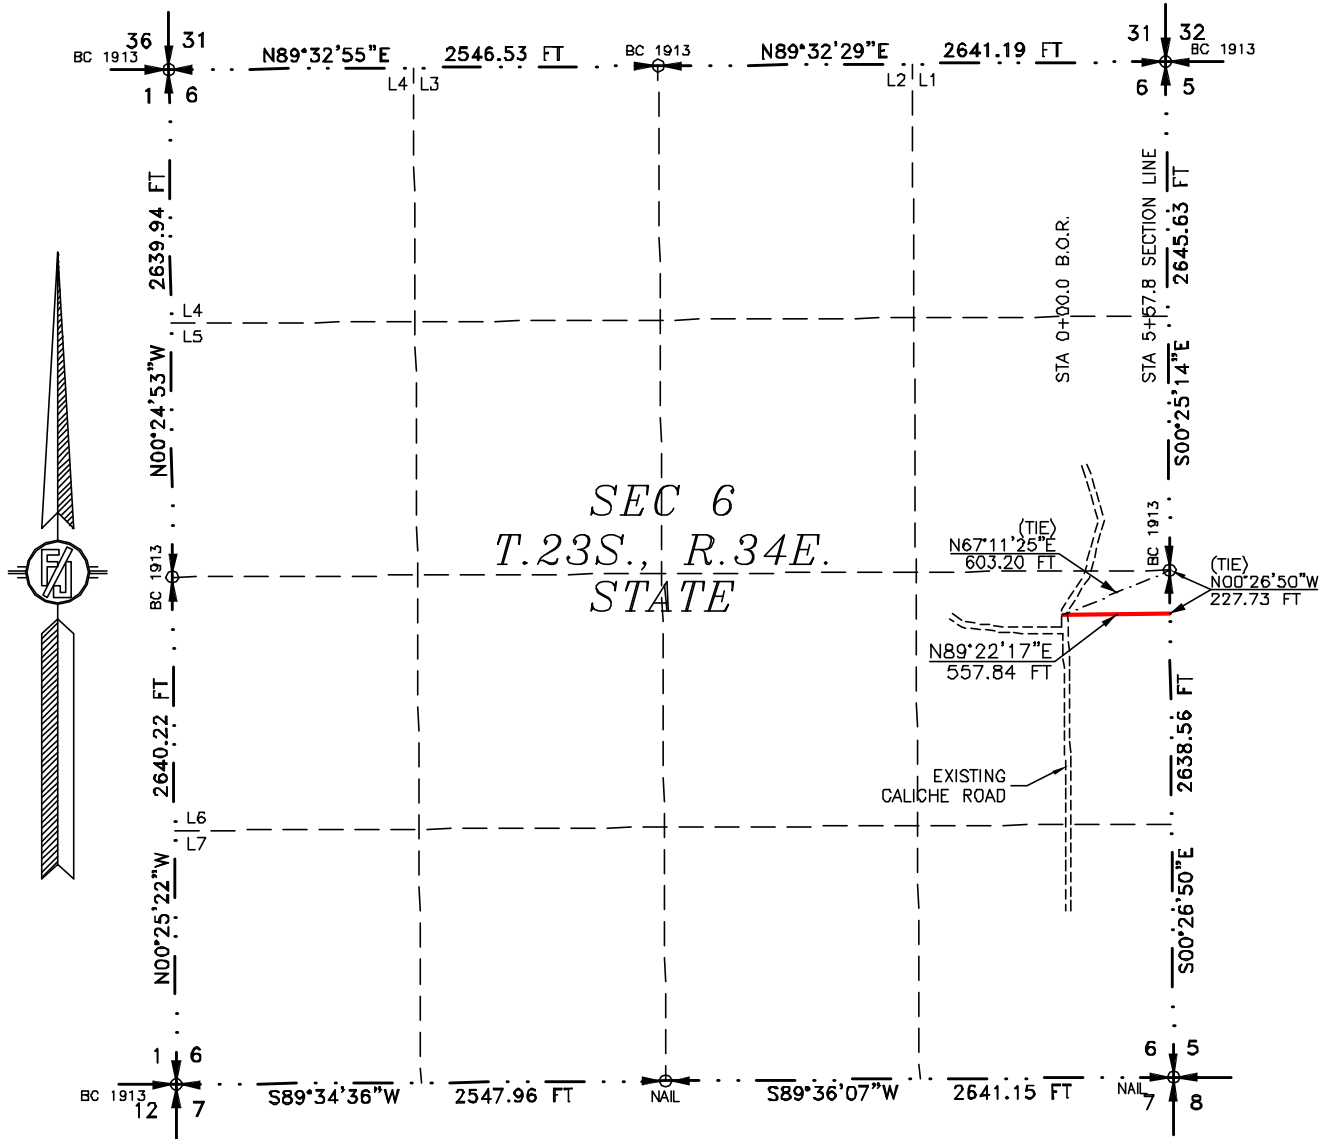 36 31
BC 1913
1 6
N89°32'55"E 2546.53 FT
BC 1913
N89°32'29"E 2641.19 FT
31 32
BC 1913
6 5
L4 L3
L2 L1
2639.94 FT
N00°24'53"W
L4
L5
STA 0+00.0 B.O.R.
STA 5+57.8 SECTION LINE
2645.63 FT
S00°25'14"E
SEC 6
T.23S., R.34E.
STATE
(TIE)
N67°11'25"E
603.20 FT
BC 1913
(TIE)
N00°26'50"W
227.73 FT
BC 1913
FJ
N89°22'17"E
557.84 FT
2640.22 FT
N00°25'22"W
EXISTING
CALICHE ROAD
2638.56 FT
S00°26'50"E
L6
L7
1 6
BC 1913
12 7
S89°34'36"W 2547.96 FT
NAIL
S89°36'07"W 2641.15 FT
6 5
NAIL
7 8